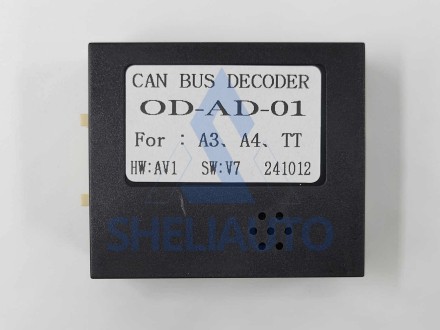 CAN BUS DECODER
OD-AD-01
For : A3、A4、TT
HW:AV1 SW:V7 241012
SHELIAUTO